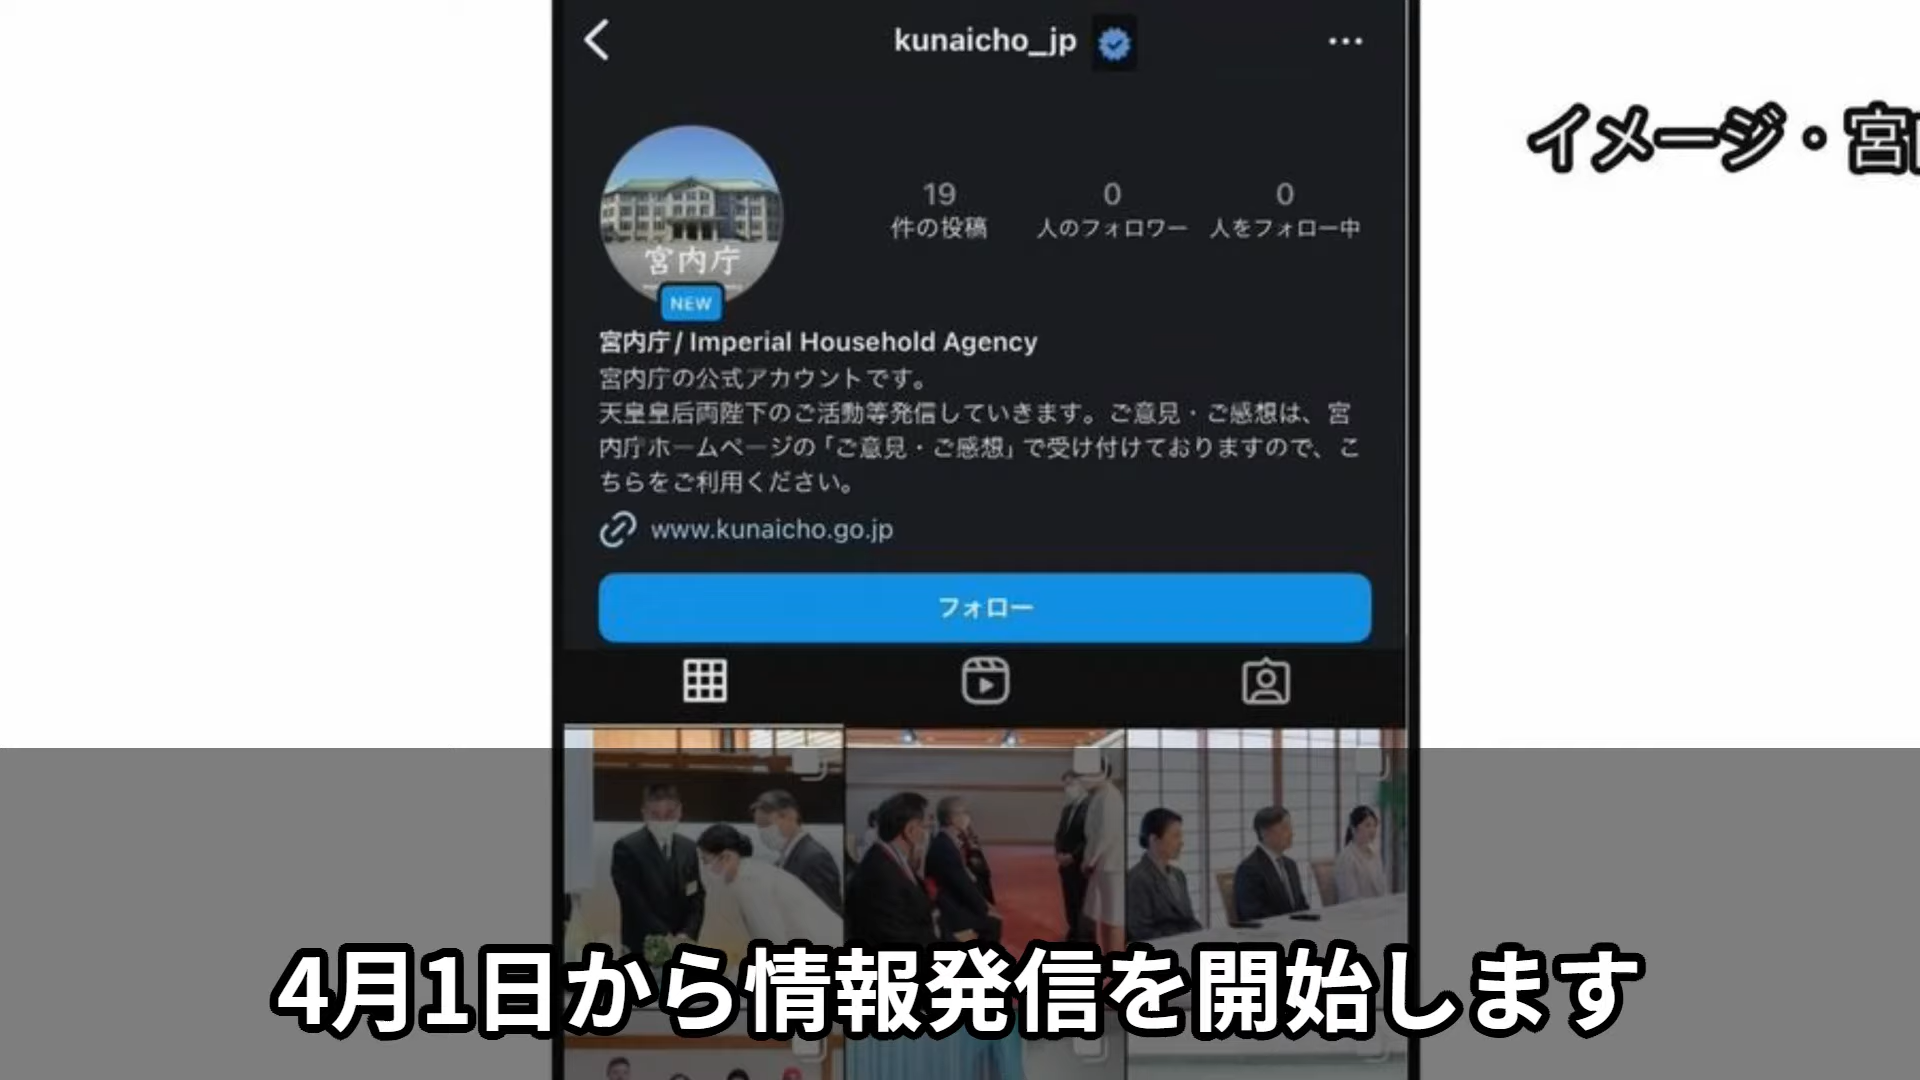 kunaicho_jp
イメージ・宮
19
件の投稿
0
人のフォロワー
0
人をフォロー中
宮内庁
NEW
宮内庁/ Imperial Household Agency
宮内庁の公式アカウントです。
天皇皇后両陛下のご活動等発信していきます。ご意見・ご感想は、宮
内庁ホームページの「ご意見・ご感想」で受け付けておりますので、こ
ちらをご利用ください。
www.kunaicho.go.jp
フォロー
4月1日から情報発信を開始します